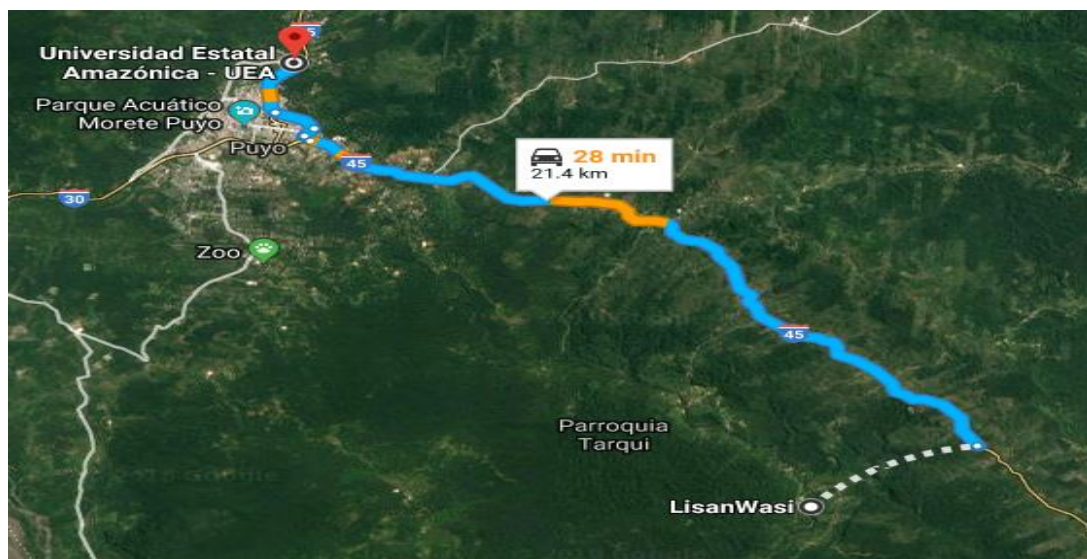 Universidad Estatal
Amazónica - UEA
Parque Acuático
Morete Puyo
Puyo
45
28 min
21.4 km
30
Zoo
45
Parroquia
Tarqui
LisanWasi